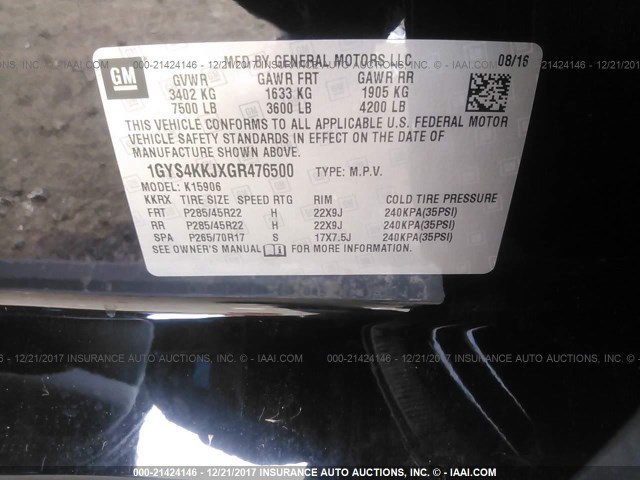 GM
MFD BY GENERAL MOTORS LLC 08/16
GVWR GAWR FRT GAWR RR
3402 KG 1633 KG 1905 KG
7500 LB 3600 LB 4200 LB
THIS VEHICLE CONFORMS TO ALL APPLICABLE U.S. FEDERAL MOTOR
VEHICLE SAFETY STANDARDS IN EFFECT ON THE DATE OF
MANUFACTURE SHOWN ABOVE.
1GYS4KKJXGR476500 TYPE: M.P.V.
MODEL: K15906
KKRX TIRE SIZE SPEED RTG RIM COLD TIRE PRESSURE
FRT P285/45R22 H 22X9J 240KPA(35PSI)
RR P285/45R22 H 22X9J 240KPA(35PSI)
SPA P265/70R17 S 17X7.5J 240KPA(35PSI)
SEE OWNER'S MANUAL FOR MORE INFORMATION.
000-21424146 - 12/21/2017 INSURANCE AUTO AUCTIONS, INC. © - IAAI.COM